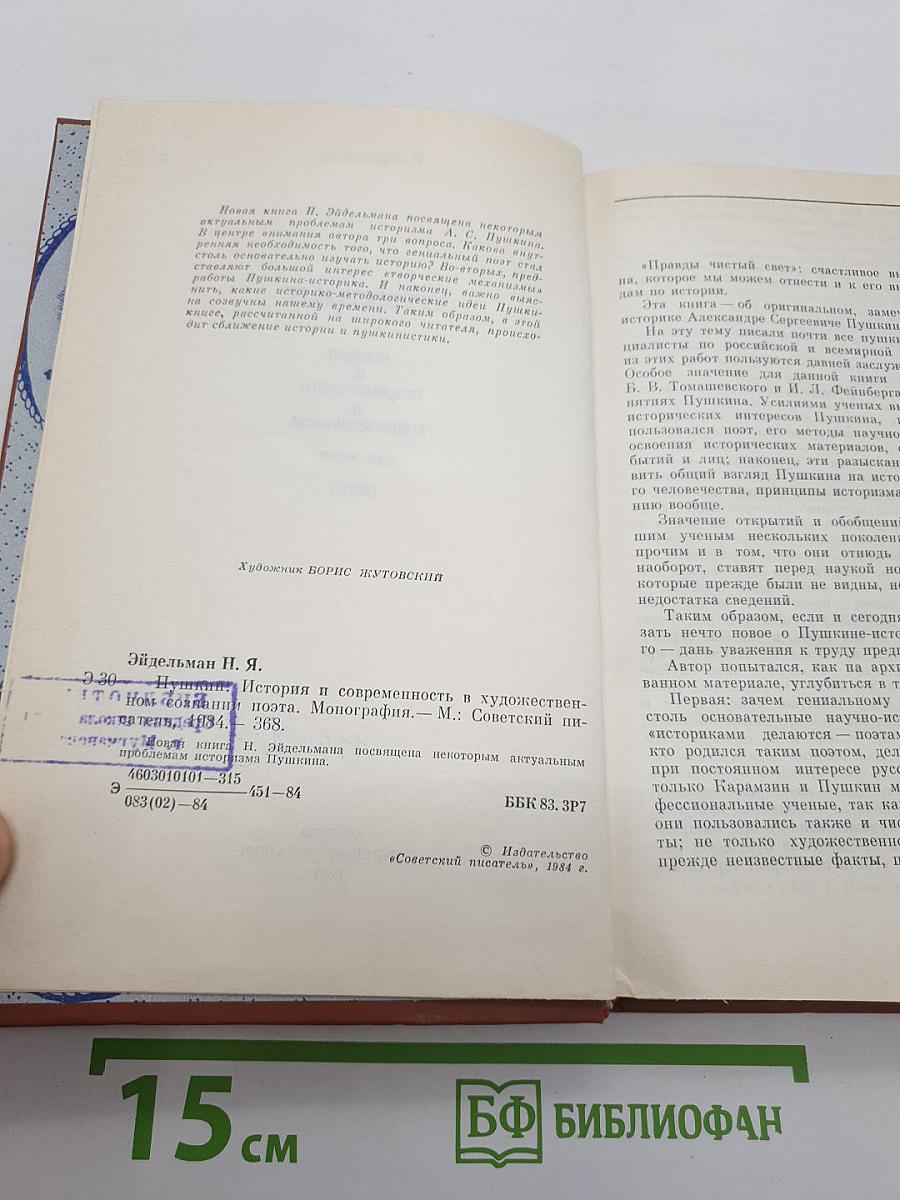 Новая книга Н. Эйдельмана посвящена некоторым
актуальным проблемам историзма А. С. Пушкина.
В центре внимания автора три вопроса. Какова внут-
ренняя необходимость того, что гениальный поэт стал
столь основательно изучать историю? Во-вторых, пред-
ставляют большой интерес «творческие механизмы»
работы Пушкина-историка. И наконец, важно выяс-
нить, какие историко-методологические идеи Пушки-
на созвучны нашему времени. Таким образом, в этой
книге, рассчитанной на широкого читателя, происхо-
дит сближение истории и пушкинистики.
Художник БОРИС ЖУТОВСКИЙ
Эйдельман Н. Я.
Э 30 Пушкин: История и современность в художествен-
ном сознании поэта. Монография.— М.: Советский пи-
сатель, 1984.— 368.
Новая книга Н. Эйдельмана посвящена некоторым актуальным
проблемам историзма Пушкина.
4603010101—315
Э 451—84
083(02)—84
ББК 83. 3Р7
© Издательство
«Советский писатель», 1984 г.
«Правды чистый свет»: счастливое вы
на, которое мы можем отнести и к его вы
дам по истории.
Эта книга — об оригинальном, замеч
историке Александре Сергеевиче Пушкин
На эту тему писали почти все пушки
циалисты по российской и всемирной
из этих работ пользуются давней заслуж
Особое значение для данной книги
Б. В. Томашевского и И. Л. Фейнберга
нятиях Пушкина. Усилиями ученых вы
исторических интересов Пушкина,
пользовался поэт, его методы научно
освоения исторических материалов, с
бытий и лиц; наконец, эти разыскан
вить общий взгляд Пушкина на исто
го человечества, принципы историзма
нию вообще.
Значение открытий и обобщений
шим ученым нескольких поколени
прочим и в том, что они отнюдь
наоборот, ставят перед наукой но
которые прежде были не видны, не
недостатка сведений.
Таким образом, если и сегодня
зать нечто новое о Пушкине-исто
го — дань уважения к труду предш
Автор попытался, как на архи
ванном материале, углубиться в т
Первая: зачем гениальному
столь основательные научно-ис
«историками делаются — поэтам
кто родился таким поэтом, дел
при постоянном интересе русс
только Карамзин и Пушкин м
фессиональные ученые, так ка
они пользовались также и чис
ты; не только художественно
прежде неизвестные факты, п
15 см
БФ БИБЛИОФАН